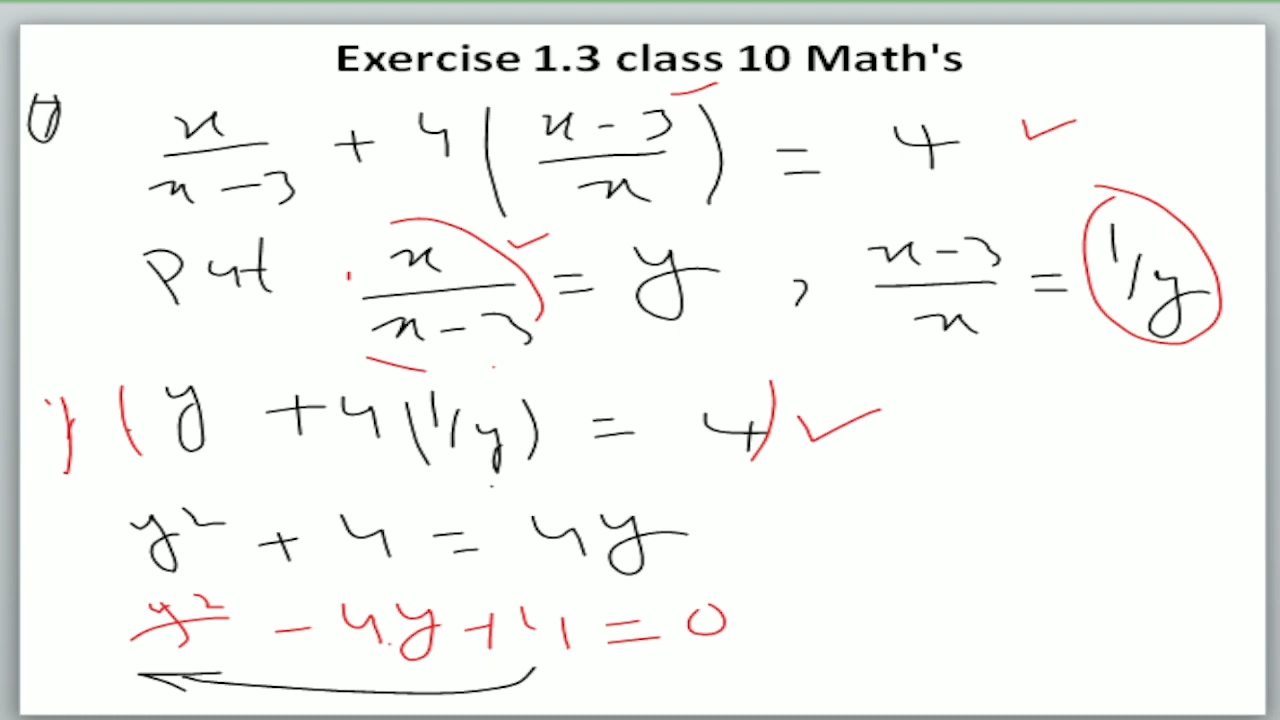 Exercise 1.3 class 10 Math's
① x/(x-3) + 4((x-3)/x) = 4 ✓
Put x/(x-3) = y , (x-3)/x = 1/y
y (y + 4(1/y) = 4) ✓
y² + 4 = 4y
y² - 4y + 4 = 0